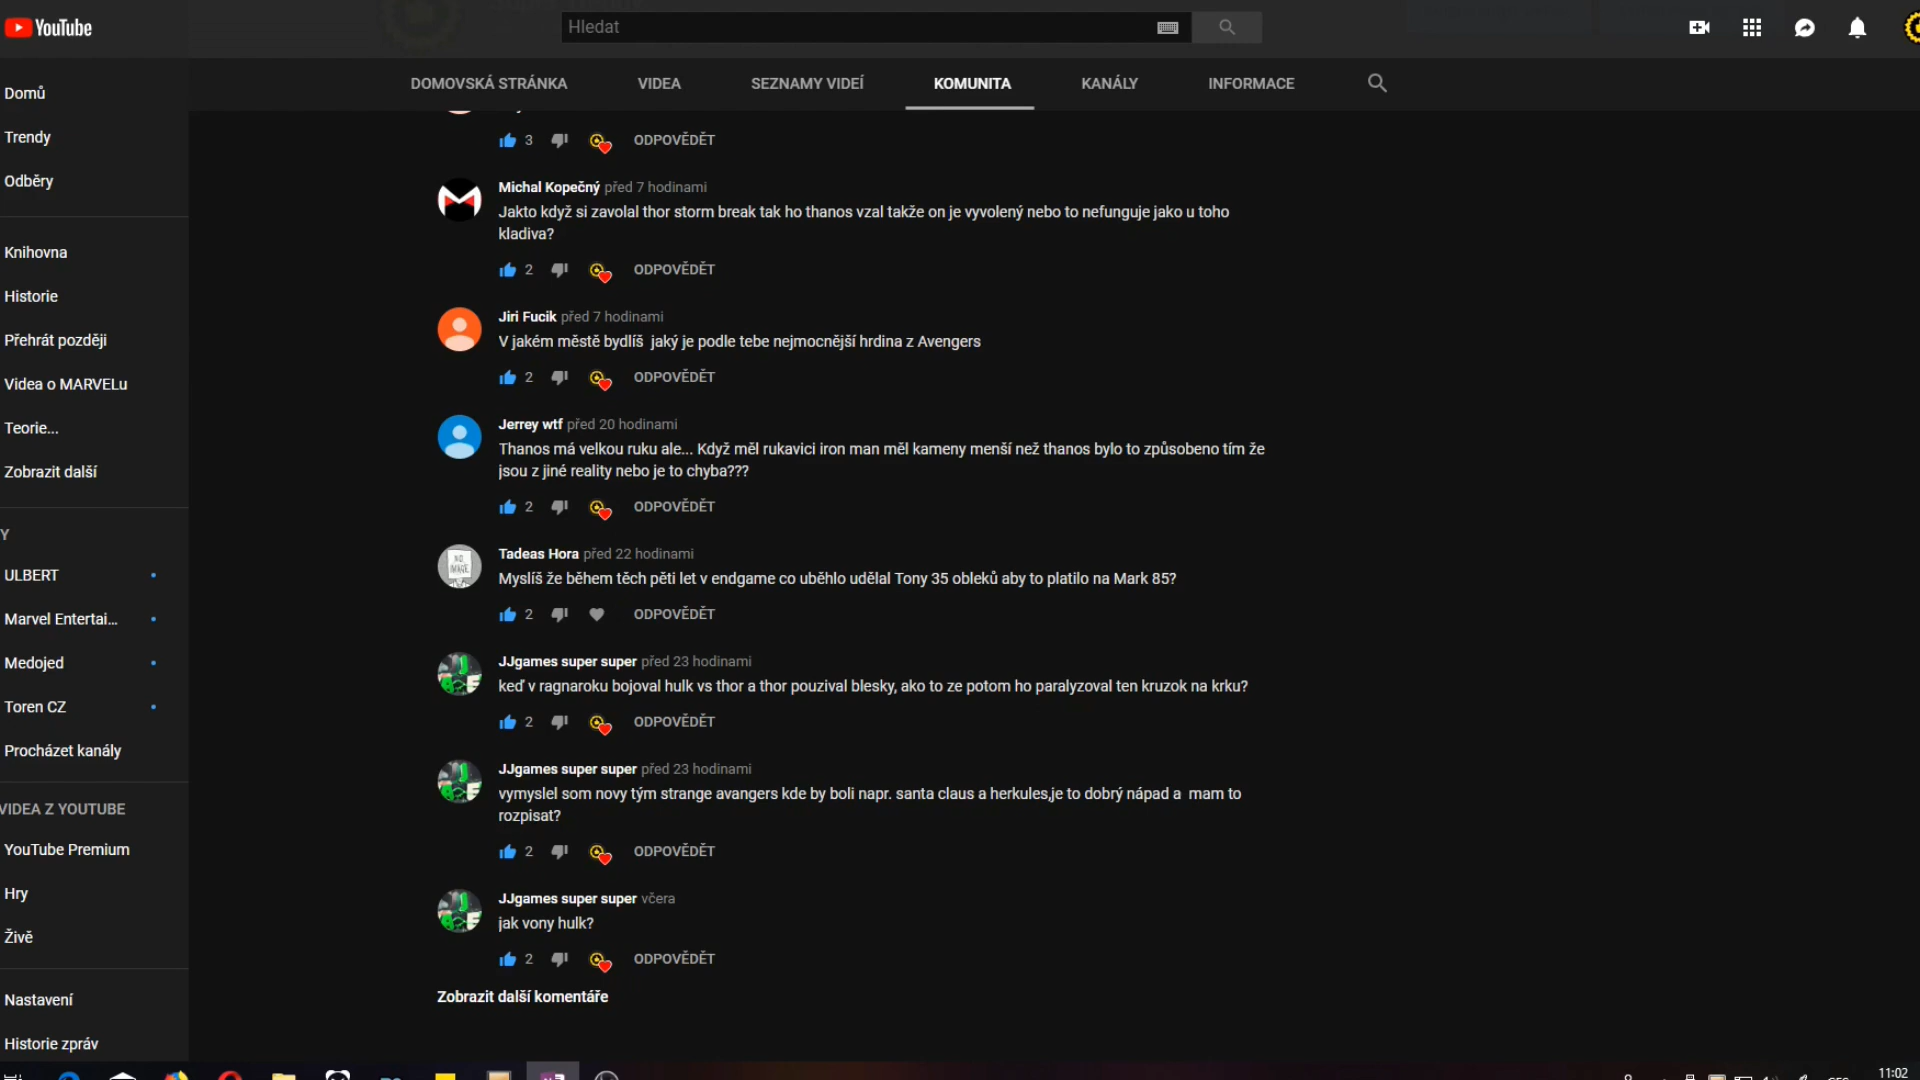 YouTube
Hledat
DOMOVSKÁ STRÁNKA VIDEA SEZNAMY VIDEÍ KOMUNITA KANÁLY INFORMACE
Domů
Trendy
Odběry
Knihovna
Historie
Přehrát později
Videa o MARVELu
Teorie...
Zobrazit další
Y
ULBERT
Marvel Entertai...
Medojed
Toren CZ
Procházet kanály
VIDEA Z YOUTUBE
YouTube Premium
Hry
Živě
Nastavení
Historie zpráv
3 ODPOVĚDĚT
Michal Kopečný před 7 hodinami
Jakto když si zavolal thor storm break tak ho thanos vzal takže on je vyvolený nebo to nefunguje jako u toho
kladiva?
2 ODPOVĚDĚT
Jiri Fucik před 7 hodinami
V jakém městě bydlíš jaký je podle tebe nejmocnější hrdina z Avengers
2 ODPOVĚDĚT
Jerrey wtf před 20 hodinami
Thanos má velkou ruku ale... Když měl rukavici iron man měl kameny menší než thanos bylo to způsobeno tím že
jsou z jiné reality nebo je to chyba???
2 ODPOVĚDĚT
NO
IMAGE
Tadeas Hora před 22 hodinami
Myslíš že během těch pěti let v endgame co uběhlo udělal Tony 35 obleků aby to platilo na Mark 85?
2 ODPOVĚDĚT
JJgames super super před 23 hodinami
keď v ragnaroku bojoval hulk vs thor a thor pouzival blesky, ako to ze potom ho paralyzoval ten kruzok na krku?
2 ODPOVĚDĚT
JJgames super super před 23 hodinami
vymyslel som novy tým strange avangers kde by boli napr. santa claus a herkules,je to dobrý nápad a mam to
rozpisat?
2 ODPOVĚDĚT
JJgames super super včera
jak vony hulk?
2 ODPOVĚDĚT
Zobrazit další komentáře
11:02